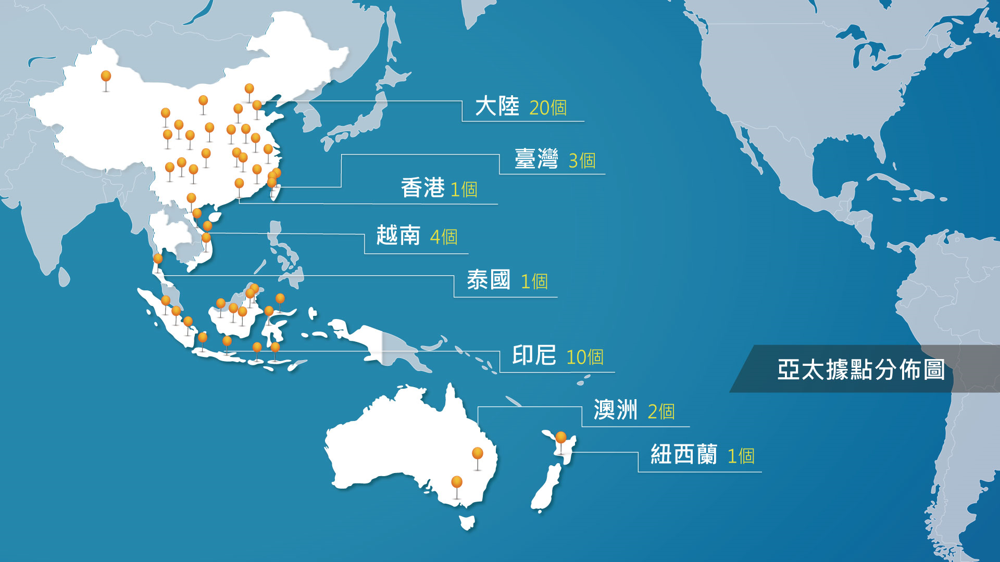 大陸 20個
臺灣 3個
香港 1個
越南 4個
泰國 1個
印尼 10個
亞太據點分佈圖
澳洲 2個
紐西蘭 1個